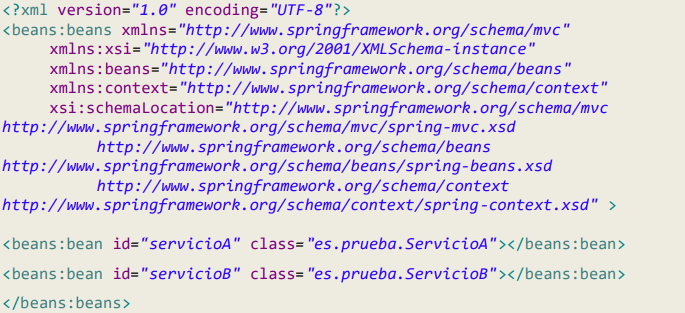 <?xml version="1.0" encoding="UTF-8"?>
<beans:beans xmlns="http://www.springframework.org/schema/mvc"
xmlns:xsi="http://www.w3.org/2001/XMLSchema-instance"
xmlns:beans="http://www.springframework.org/schema/beans"
xmlns:context="http://www.springframework.org/schema/context"
xsi:schemaLocation="http://www.springframework.org/schema/mvc
http://www.springframework.org/schema/mvc/spring-mvc.xsd
http://www.springframework.org/schema/beans
http://www.springframework.org/schema/beans/spring-beans.xsd
http://www.springframework.org/schema/context
http://www.springframework.org/schema/context/spring-context.xsd" >
<beans:bean id="servicioA" class="es.prueba.ServicioA"></beans:bean>
<beans:bean id="servicioB" class="es.prueba.ServicioB"></beans:bean>
</beans:beans>